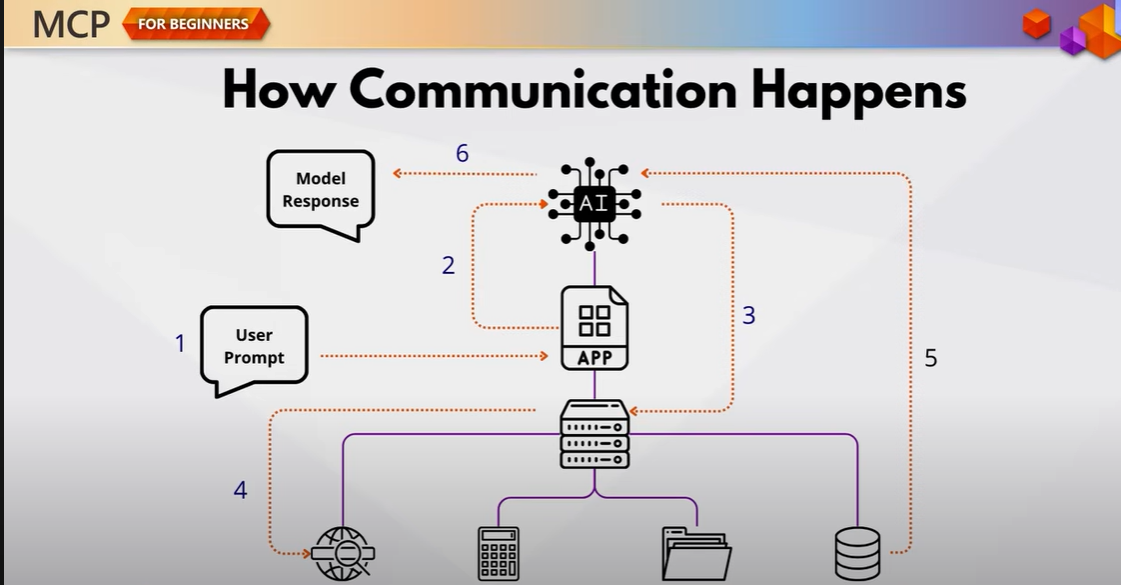 MCP
FOR BEGINNERS
How Communication Happens
6
Model
Response
AI
2
3
1
User
Prompt
APP
5
4